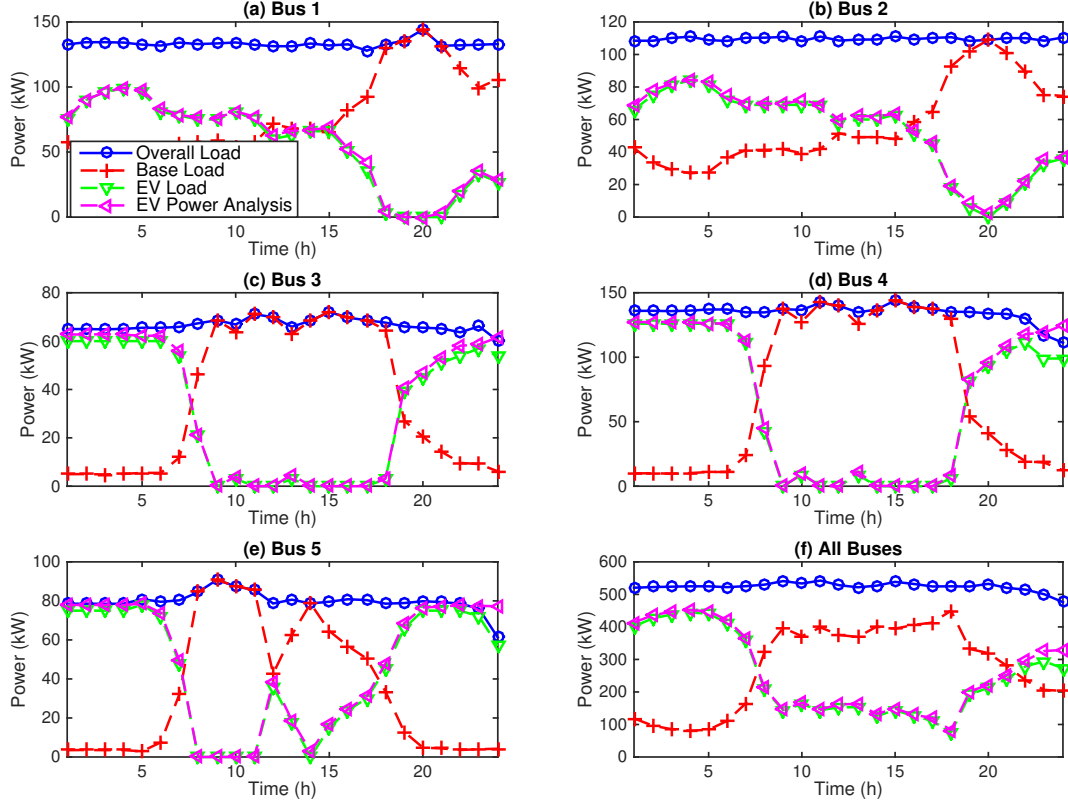 (a) Bus 1
Power (kW)
150
100
50
0
Overall Load
Base Load
EV Load
EV Power Analysis
5 10 15 20
Time (h)
(b) Bus 2
Power (kW)
120
100
80
60
40
20
0
5 10 15 20
Time (h)
(c) Bus 3
Power (kW)
80
60
40
20
0
5 10 15 20
Time (h)
(d) Bus 4
Power (kW)
150
100
50
0
5 10 15 20
Time (h)
(e) Bus 5
Power (kW)
100
80
60
40
20
0
5 10 15 20
Time (h)
(f) All Buses
Power (kW)
600
500
400
300
200
100
0
5 10 15 20
Time (h)